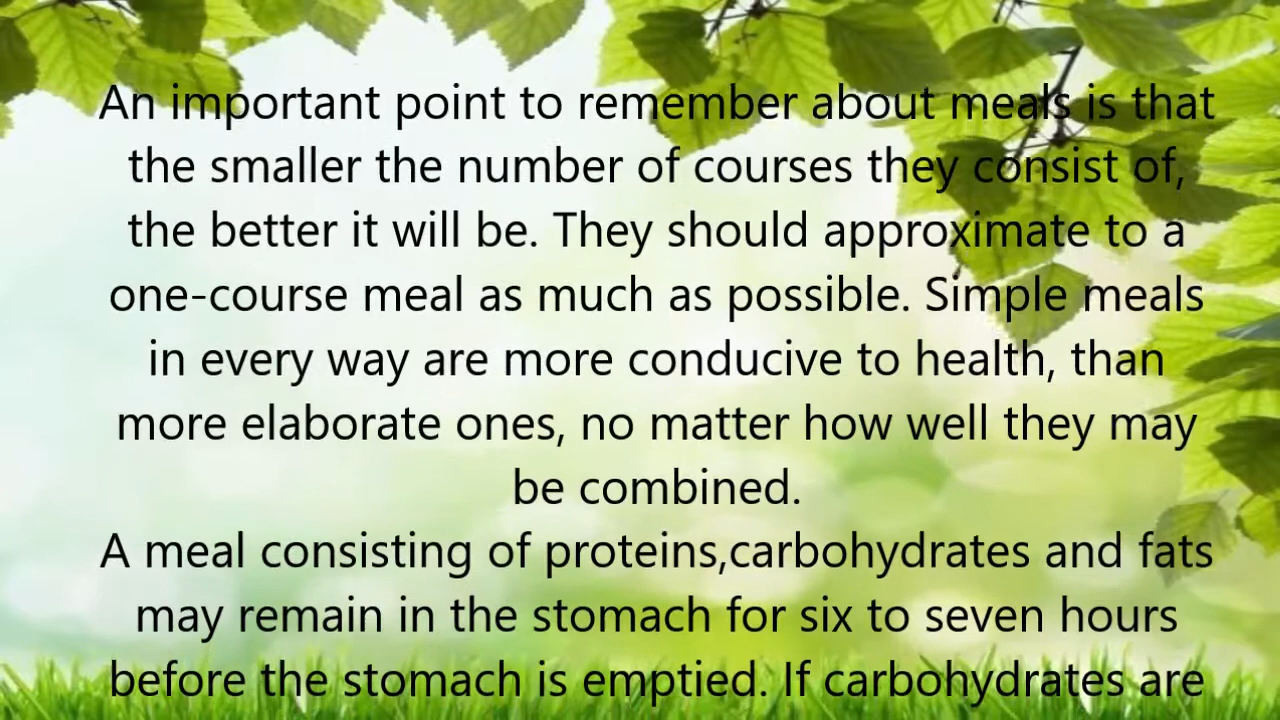 An important point to remember about meals is that
the smaller the number of courses they consist of,
the better it will be. They should approximate to a
one-course meal as much as possible. Simple meals
in every way are more conducive to health, than
more elaborate ones, no matter how well they may
be combined.
A meal consisting of proteins,carbohydrates and fats
may remain in the stomach for six to seven hours
before the stomach is emptied. If carbohydrates are